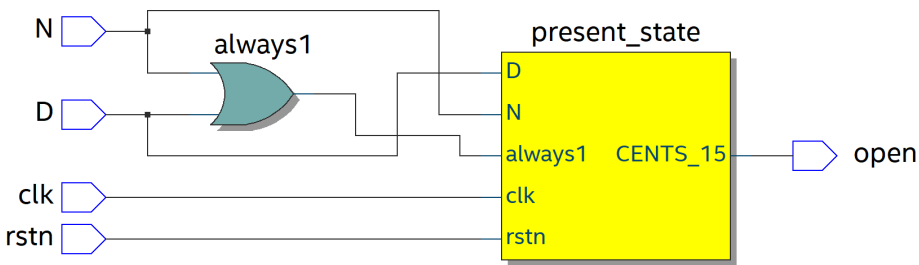 N
always1
present_state
D
D
N
always1
CENTS_15
open
clk
clk
rstn
rstn